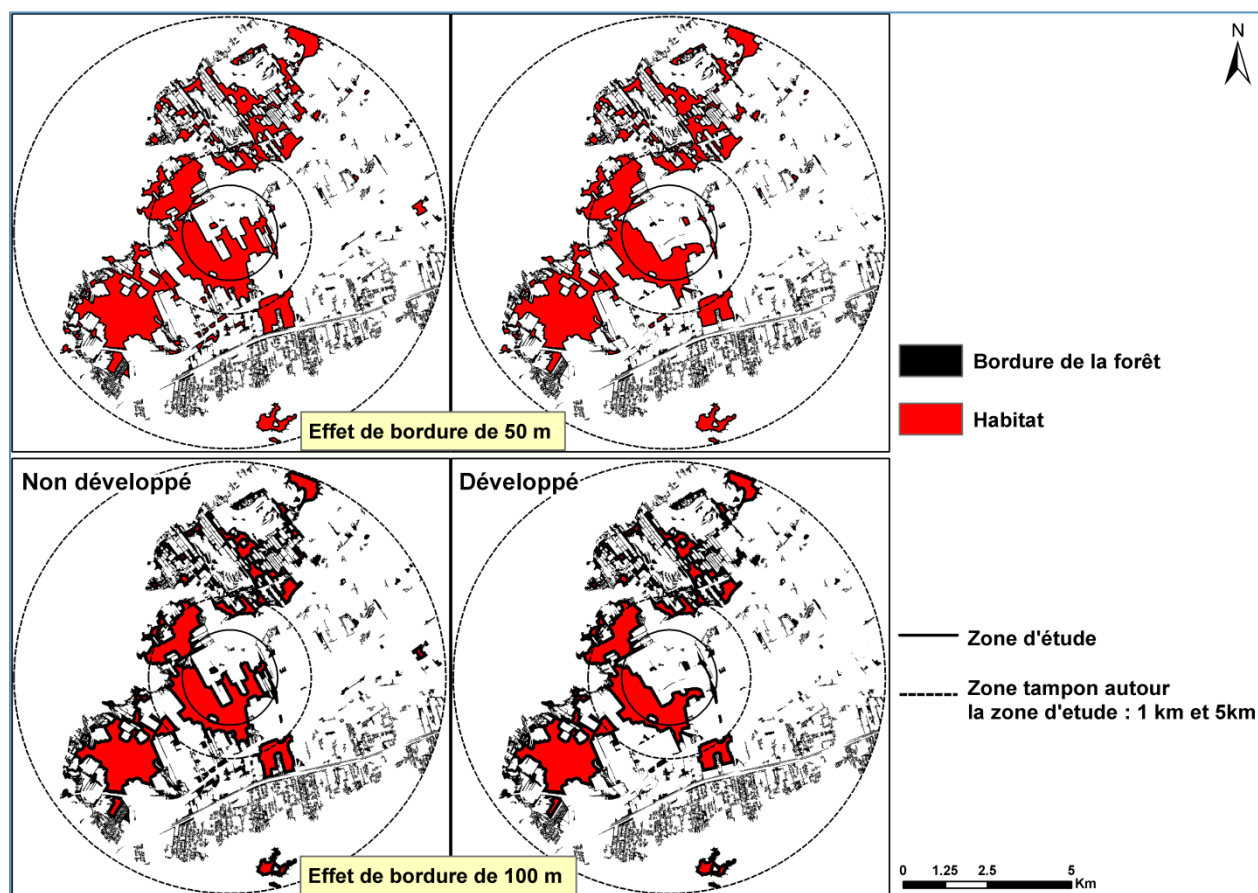 N
Effet de bordure de 50 m
Non développé
Développé
Effet de bordure de 100 m
Bordure de la forêt
Habitat
Zone d'étude
Zone tampon autour
la zone d'etude : 1 km et 5km
0 1.25 2.5 5
Km